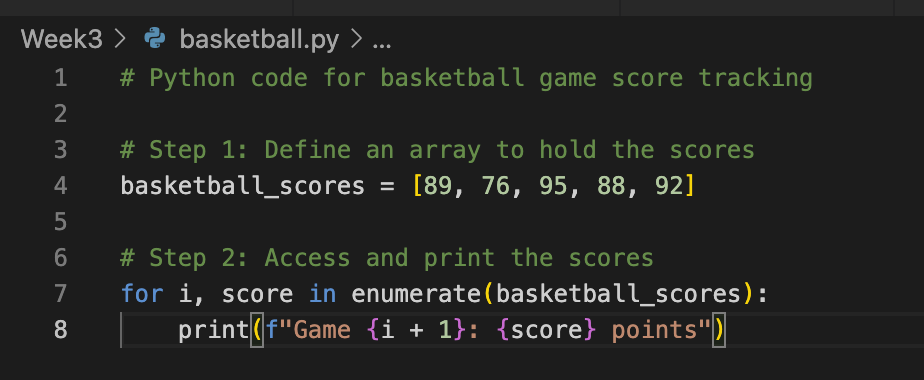 Week3 > basketball.py > ...
1 # Python code for basketball game score tracking
2
3 # Step 1: Define an array to hold the scores
4 basketball_scores = [89, 76, 95, 88, 92]
5
6 # Step 2: Access and print the scores
7 for i, score in enumerate(basketball_scores):
8     print(f"Game {i + 1}: {score} points")